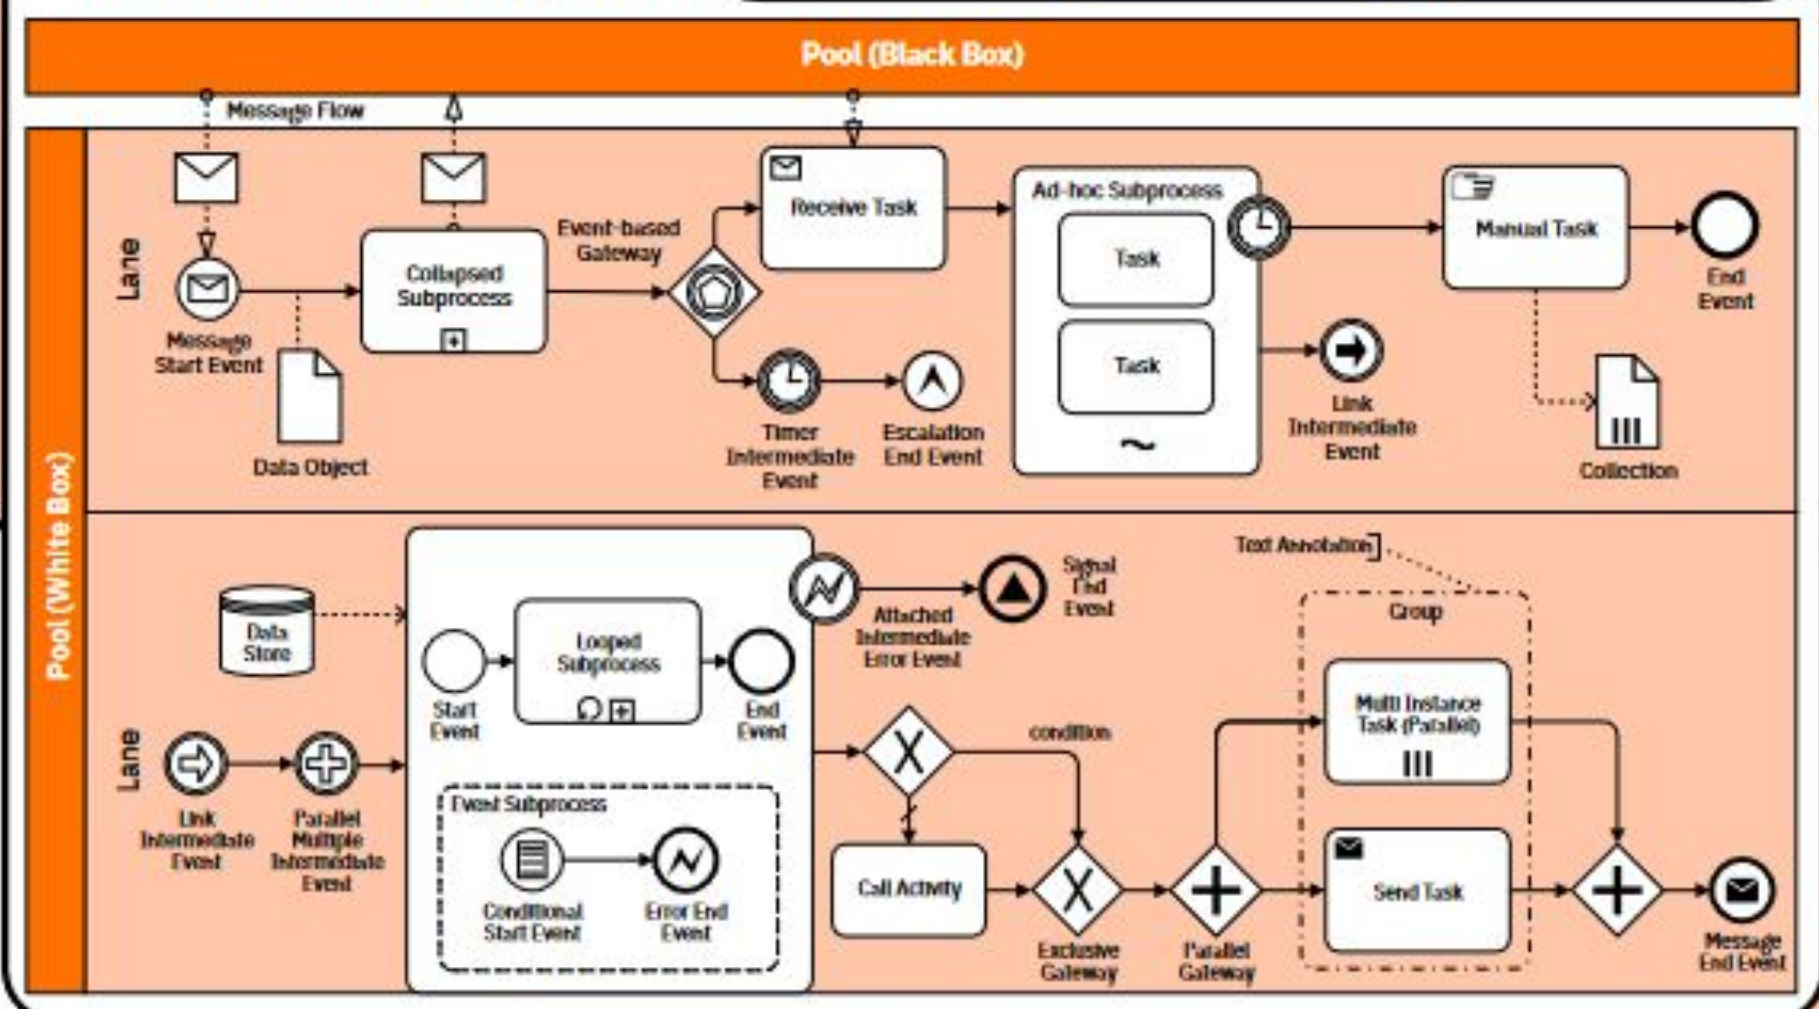 Pool (Black Box)
Message Flow
Pool (White Box)
Lane
Message
Start Event
Data Object
Collapsed
Subprocess
Event-based
Gateway
Receive Task
Timer
Intermediate
Event
Escalation
End Event
Ad-hoc Subprocess
Task
Task
Link
Intermediate
Event
Manual Task
End
Event
Collection
Lane
Data
Store
Link
Intermediate
Event
Parallel
Multiple
Intermediate
Event
Start
Event
Looped
Subprocess
End
Event
Event Subprocess
Conditional
Start Event
Error End
Event
Attached
Intermediate
Error Event
Signal
End
Event
condition
Call Activity
Exclusive
Gateway
Parallel
Gateway
Text Annotation
Group
Multi Instance
Task (Parallel)
Send Task
Message
End Event